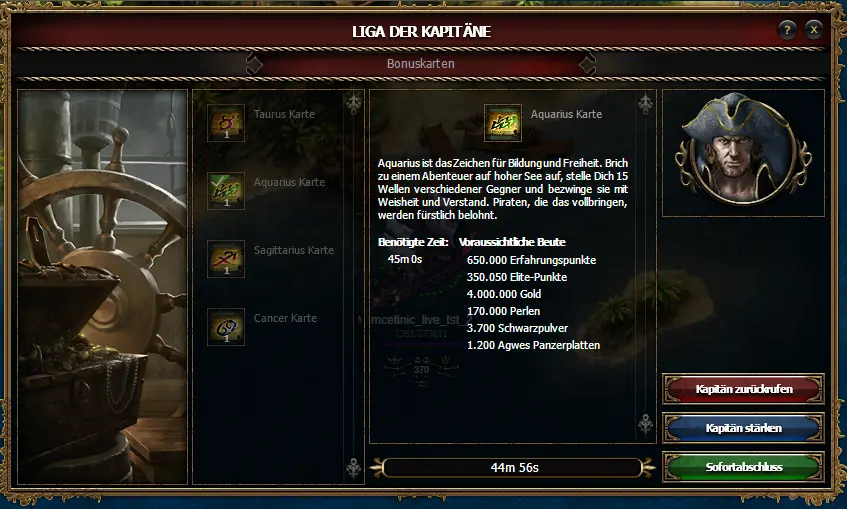 LIGA DER KAPITÄNE
? X
Bonuskarten
Taurus Karte
1
Aquarius Karte
1
Sagittarius Karte
1
Cancer Karte
1
Aquarius Karte
Aquarius ist das Zeichen für Bildung und Freiheit. Brich
zu einem Abenteuer auf hoher See auf, stelle Dich 15
Wellen verschiedener Gegner und bezwinge sie mit
Weisheit und Verstand. Piraten, die das vollbringen,
werden fürstlich belohnt.
Benötigte Zeit: Voraussichtliche Beute
45m 0s
650.000 Erfahrungspunkte
350.050 Elite-Punkte
4.000.000 Gold
170.000 Perlen
3.700 Schwarzpulver
1.200 Agwes Panzerplatten
mcetinic_live_tst_2
370
44m 56s
Kapitän zurückrufen
Kapitän stärken
Sofortabschluss